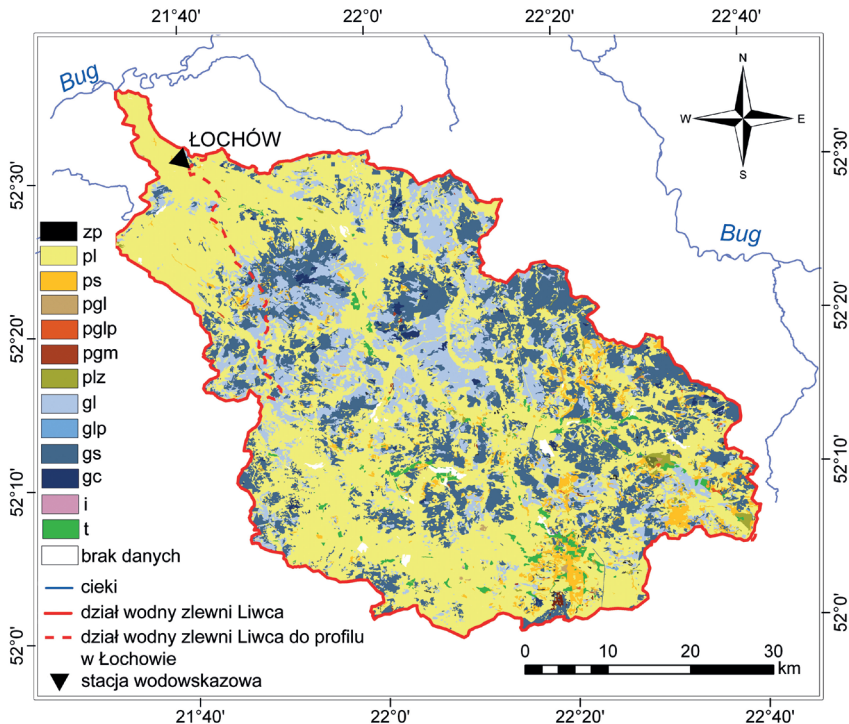 21°40' 22°0' 22°20' 22°40'
Bug
N
W E
S
ŁOCHÓW
52°30' 52°30'
Bug
zp
pl
ps
pgl
pglp
pgm
plz
gl
glp
gs
gc
i
t
brak danych
cieki
dział wodny zlewni Liwca
dział wodny zlewni Liwca do profilu
w Łochowie
stacja wodowskazowa
52°20' 52°20'
52°10' 52°10'
52°0' 52°0'
0 10 20 30
km
21°40' 22°0' 22°20' 22°40'